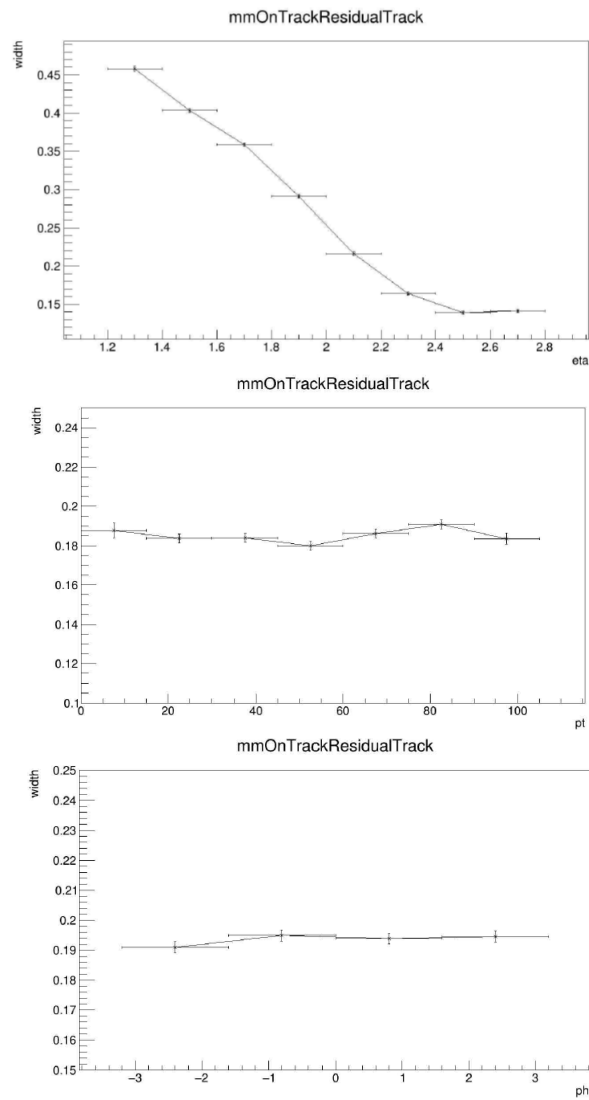 mmOnTrackResidualTrack
width
0.45
0.4
0.35
0.3
0.25
0.2
0.15
1.2 1.4 1.6 1.8 2 2.2 2.4 2.6 2.8
eta
mmOnTrackResidualTrack
width
0.24
0.22
0.2
0.18
0.16
0.14
0.12
0.1
0 20 40 60 80 100
pt
mmOnTrackResidualTrack
width
0.25
0.24
0.23
0.22
0.21
0.2
0.19
0.18
0.17
0.16
0.15
−3 −2 −1 0 1 2 3
ph